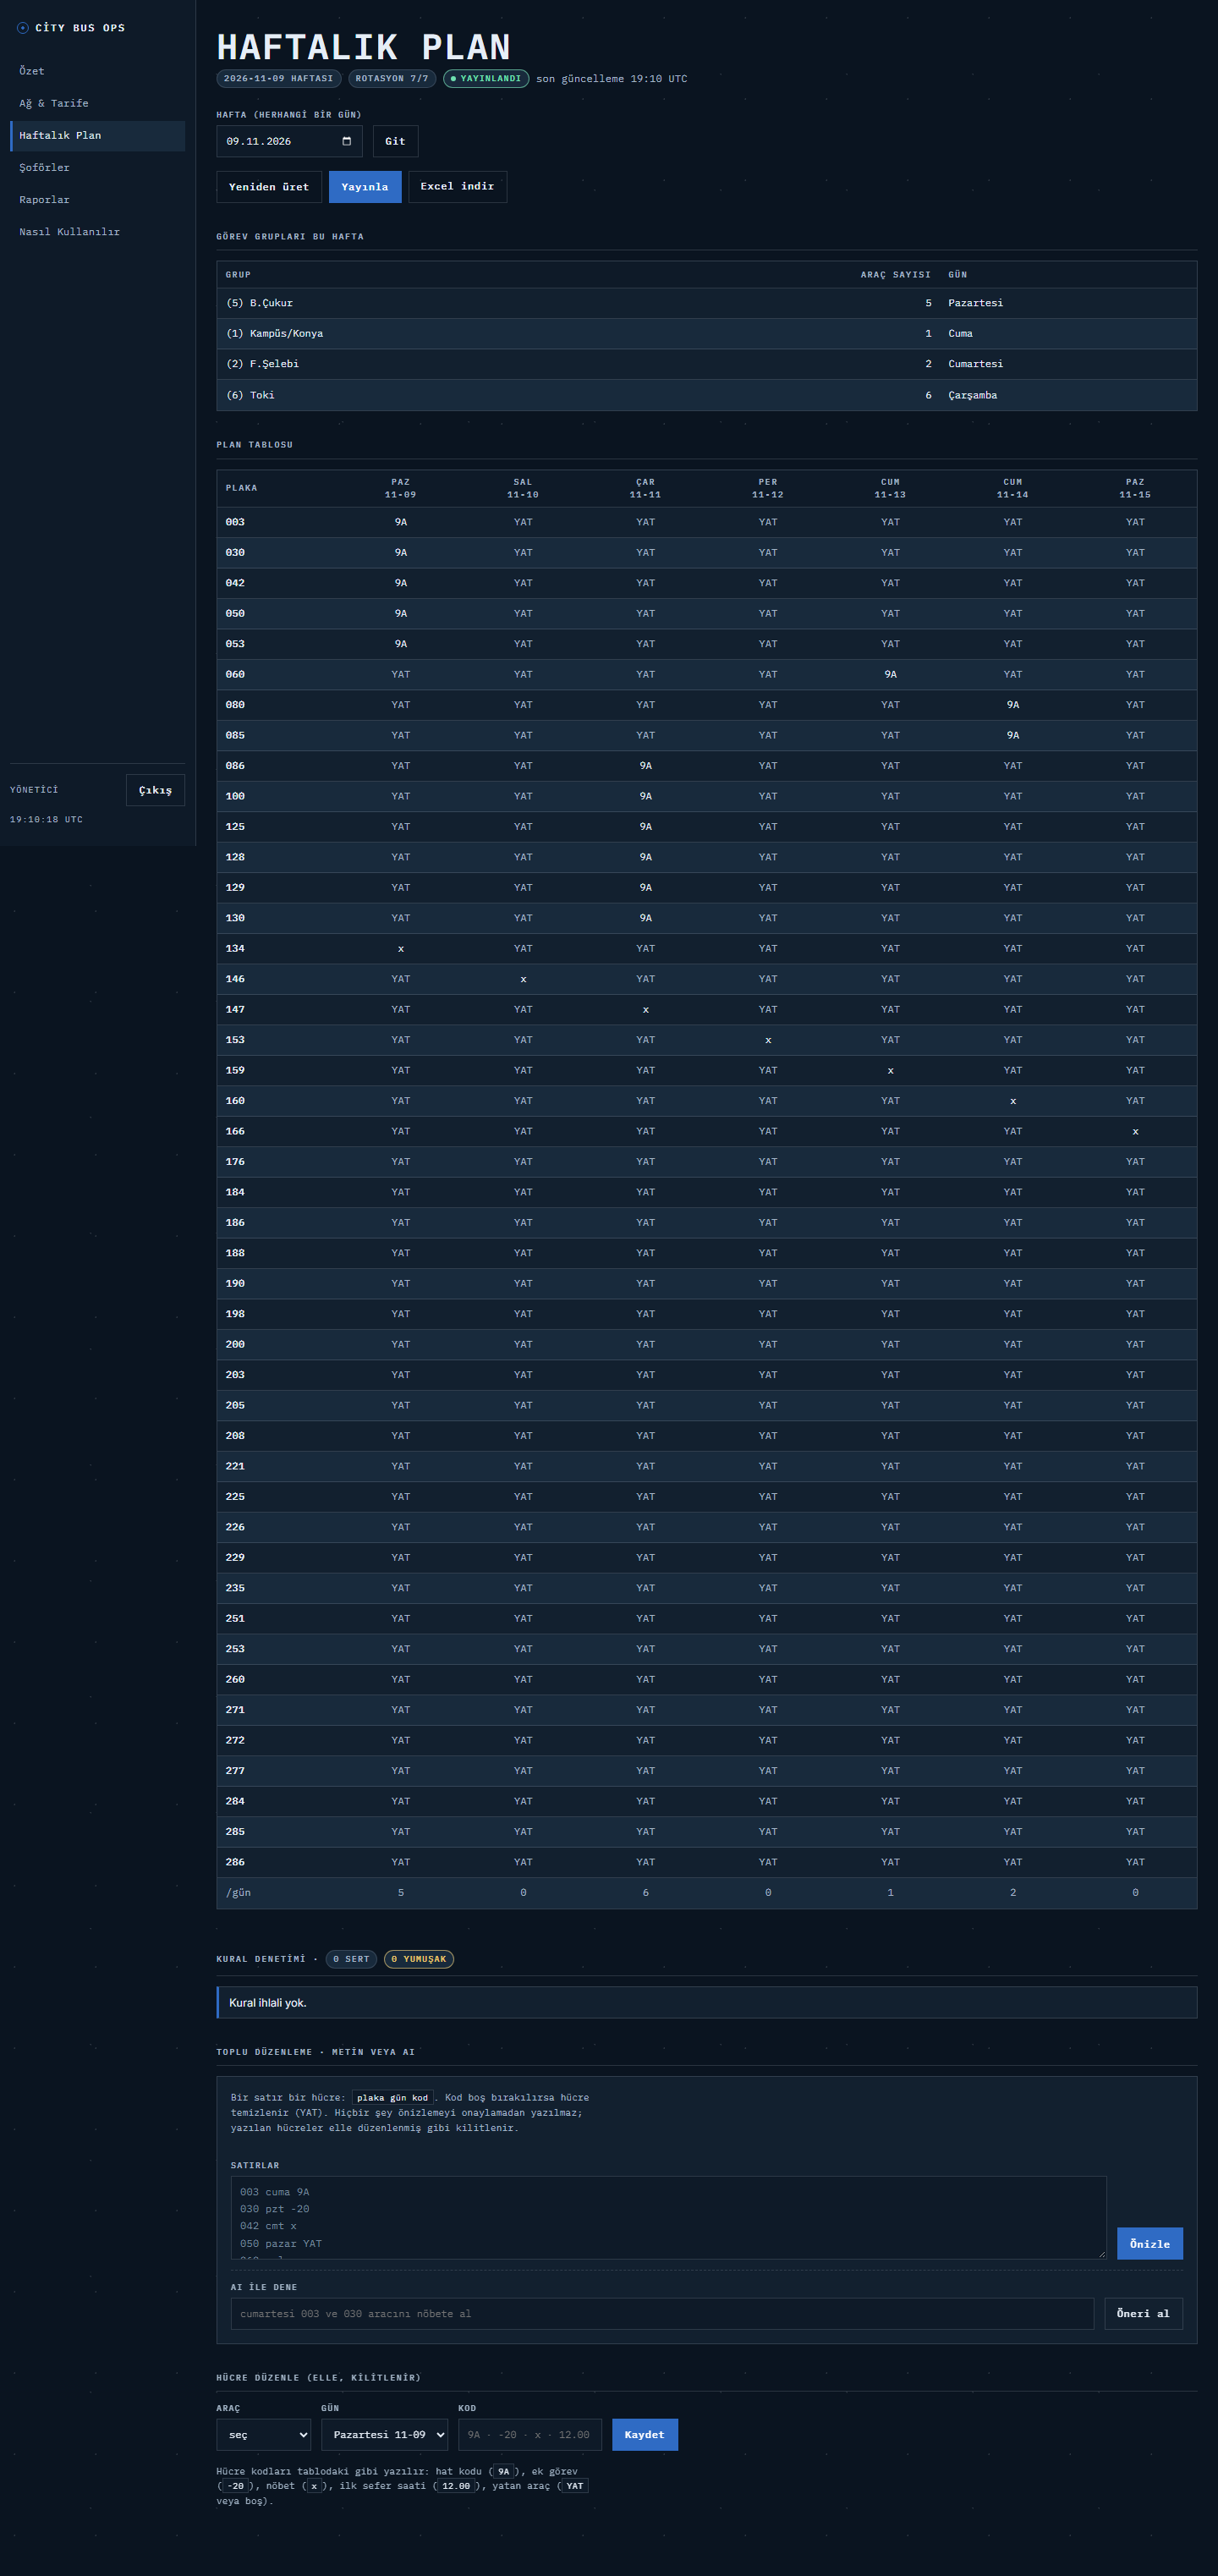 CİTY BUS OPS
Özet
Ağ & Tarife
Haftalık Plan
Şoförler
Raporlar
Nasıl Kullanılır
YÖNETİCİ
Çıkış
19:10:18 UTC
HAFTALIK PLAN
2026-11-09 HAFTASI ROTASYON 7/7 YAYINLANDI son güncelleme 19:10 UTC
HAFTA (HERHANGİ BİR GÜN)
09.11.2026 Git
Yeniden üret Yayınla Excel indir
GÖREV GRUPLARI BU HAFTA
GRUP ARAÇ SAYISI GÜN
(5) B.Çukur 5 Pazartesi
(1) Kampüs/Konya 1 Cuma
(2) F.Şelebi 2 Cumartesi
(6) Toki 6 Çarşamba
PLAN TABLOSU
PLAKA PAZ SAL ÇAR PER CUM CUM PAZ
11-09 11-10 11-11 11-12 11-13 11-14 11-15
003 9A YAT YAT YAT YAT YAT YAT
030 9A YAT YAT YAT YAT YAT YAT
042 9A YAT YAT YAT YAT YAT YAT
050 9A YAT YAT YAT YAT YAT YAT
053 9A YAT YAT YAT YAT YAT YAT
060 YAT YAT YAT YAT 9A YAT YAT
080 YAT YAT YAT YAT YAT 9A YAT
085 YAT YAT YAT YAT YAT 9A YAT
086 YAT YAT 9A YAT YAT YAT YAT
100 YAT YAT 9A YAT YAT YAT YAT
125 YAT YAT 9A YAT YAT YAT YAT
128 YAT YAT 9A YAT YAT YAT YAT
129 YAT YAT 9A YAT YAT YAT YAT
130 YAT YAT 9A YAT YAT YAT YAT
134 x YAT YAT YAT YAT YAT YAT
146 YAT x YAT YAT YAT YAT YAT
147 YAT YAT x YAT YAT YAT YAT
153 YAT YAT YAT x YAT YAT YAT
159 YAT YAT YAT YAT x YAT YAT
160 YAT YAT YAT YAT YAT x YAT
166 YAT YAT YAT YAT YAT YAT x
176 YAT YAT YAT YAT YAT YAT YAT
184 YAT YAT YAT YAT YAT YAT YAT
186 YAT YAT YAT YAT YAT YAT YAT
188 YAT YAT YAT YAT YAT YAT YAT
190 YAT YAT YAT YAT YAT YAT YAT
198 YAT YAT YAT YAT YAT YAT YAT
200 YAT YAT YAT YAT YAT YAT YAT
203 YAT YAT YAT YAT YAT YAT YAT
205 YAT YAT YAT YAT YAT YAT YAT
208 YAT YAT YAT YAT YAT YAT YAT
221 YAT YAT YAT YAT YAT YAT YAT
225 YAT YAT YAT YAT YAT YAT YAT
226 YAT YAT YAT YAT YAT YAT YAT
229 YAT YAT YAT YAT YAT YAT YAT
235 YAT YAT YAT YAT YAT YAT YAT
251 YAT YAT YAT YAT YAT YAT YAT
253 YAT YAT YAT YAT YAT YAT YAT
260 YAT YAT YAT YAT YAT YAT YAT
271 YAT YAT YAT YAT YAT YAT YAT
272 YAT YAT YAT YAT YAT YAT YAT
277 YAT YAT YAT YAT YAT YAT YAT
284 YAT YAT YAT YAT YAT YAT YAT
285 YAT YAT YAT YAT YAT YAT YAT
286 YAT YAT YAT YAT YAT YAT YAT
/gün 5 0 6 0 1 2 0
KURAL DENETİMİ · 0 SERT 0 YUMUŞAK
Kural ihlali yok.
TOPLU DÜZENLEME · METİN VEYA AI
Bir satır bir hücre: plaka gün kod . Kod boş bırakılırsa hücre
temizlenir (YAT). Hiçbir şey önizlemeyi onaylamadan yazılmaz;
yazılan hücreler elle düzenlenmiş gibi kilitlenir.
SATIRLAR
003 cuma 9A
030 pzt -20
042 cmt x
050 pazar YAT
Önizle
AI İLE DENE
cumartesi 003 ve 030 aracını nöbete al Öneri al
HÜCRE DÜZENLE (ELLE, KİLİTLENİR)
ARAÇ GÜN KOD
seç Pazartesi 11-09 9A · -20 · x · 12.00 Kaydet
Hücre kodları tablodaki gibi yazılır: hat kodu ( 9A ), ek görev
( -20 ), nöbet ( x ), ilk sefer saati ( 12.00 ), yatan araç ( YAT
veya boş).